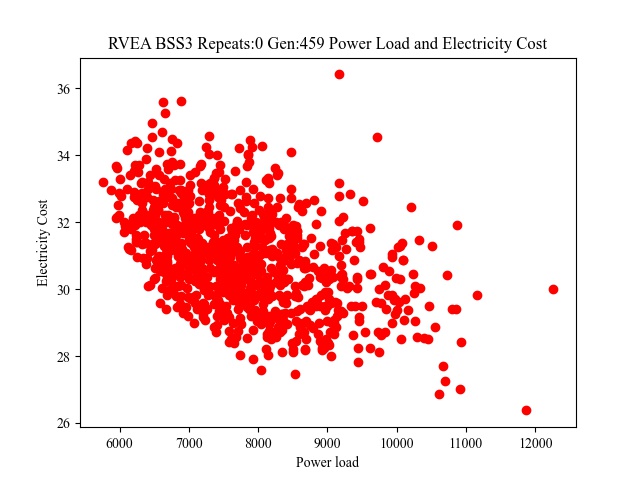 RVEA BSS3 Repeats:0 Gen:459 Power Load and Electricity Cost
36
34
32
30
28
26
Electricity Cost
6000 7000 8000 9000 10000 11000 12000
Power load